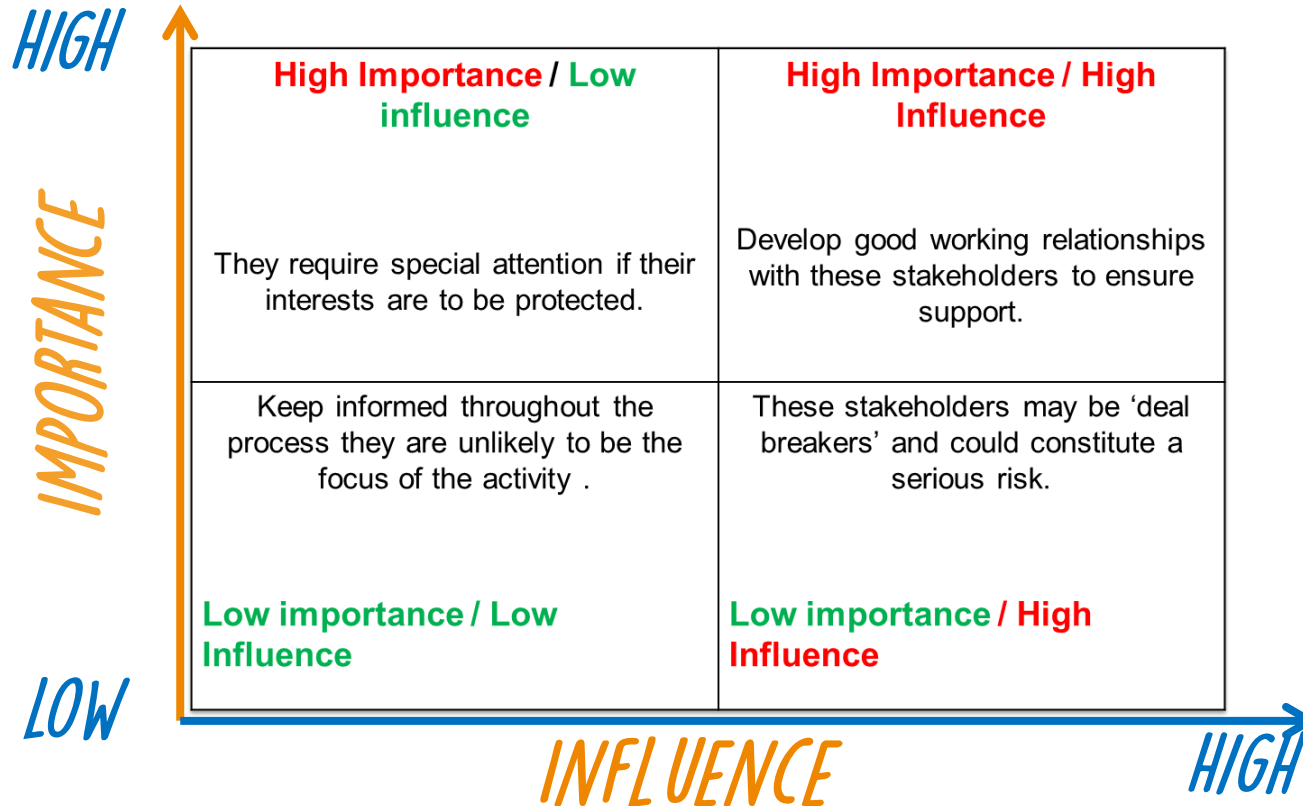 HIGH
High Importance / Low
influence
They require special attention if their
interests are to be protected.
High Importance / High
Influence
Develop good working relationships
with these stakeholders to ensure
support.
IMPORTANCE
Keep informed throughout the
process they are unlikely to be the
focus of the activity .
Low importance / Low
Influence
These stakeholders may be ‘deal
breakers’ and could constitute a
serious risk.
Low importance / High
Influence
LOW
INFLUENCE
HIGH